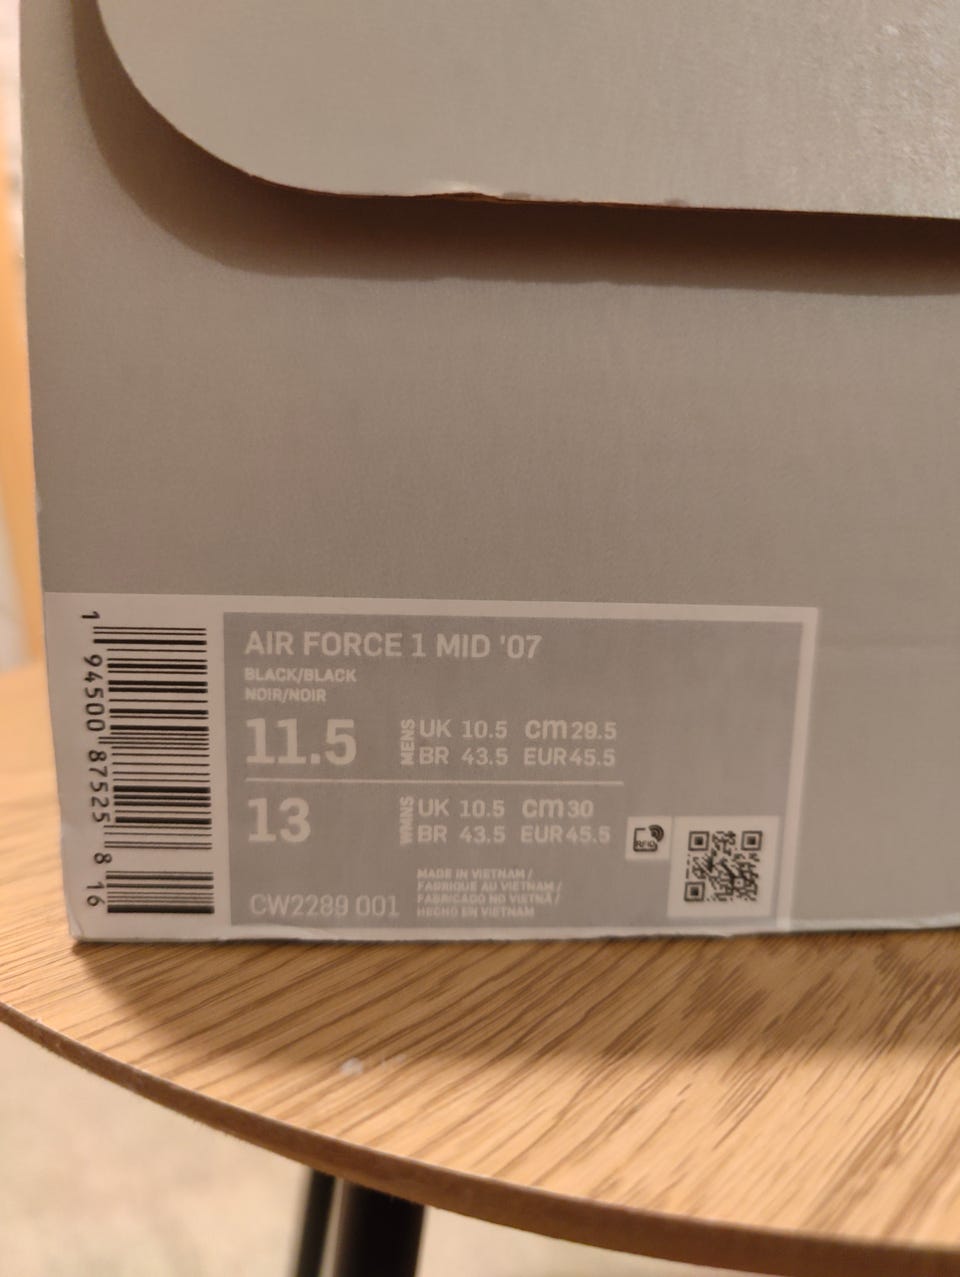 1 94500 87525 8 16
AIR FORCE 1 MID '07
BLACK/BLACK
NOIR/NOIR
11.5 MENS UK 10.5 cm 29.5
BR 43.5 EUR 45.5
13 WMNS UK 10.5 cm 30
BR 43.5 EUR 45.5
RFID
MADE IN VIETNAM /
FABRIQUE AU VIETNAM /
FABRICADO NO VIETNÃ /
HECHO EN VIETNAM
CW2289 001